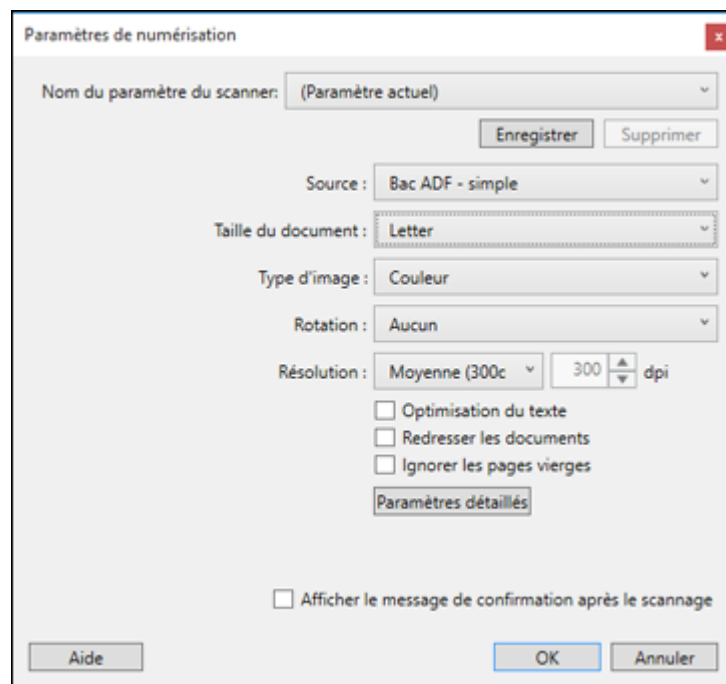 Paramètres de numérisation
x
Nom du paramètre du scanner: (Paramètre actuel)
Enregistrer Supprimer
Source : Bac ADF - simple
Taille du document : Letter
Type d'image : Couleur
Rotation : Aucun
Résolution : Moyenne (300c 300 dpi
Optimisation du texte
Redresser les documents
Ignorer les pages vierges
Paramètres détaillés
Afficher le message de confirmation après le scannage
Aide OK Annuler